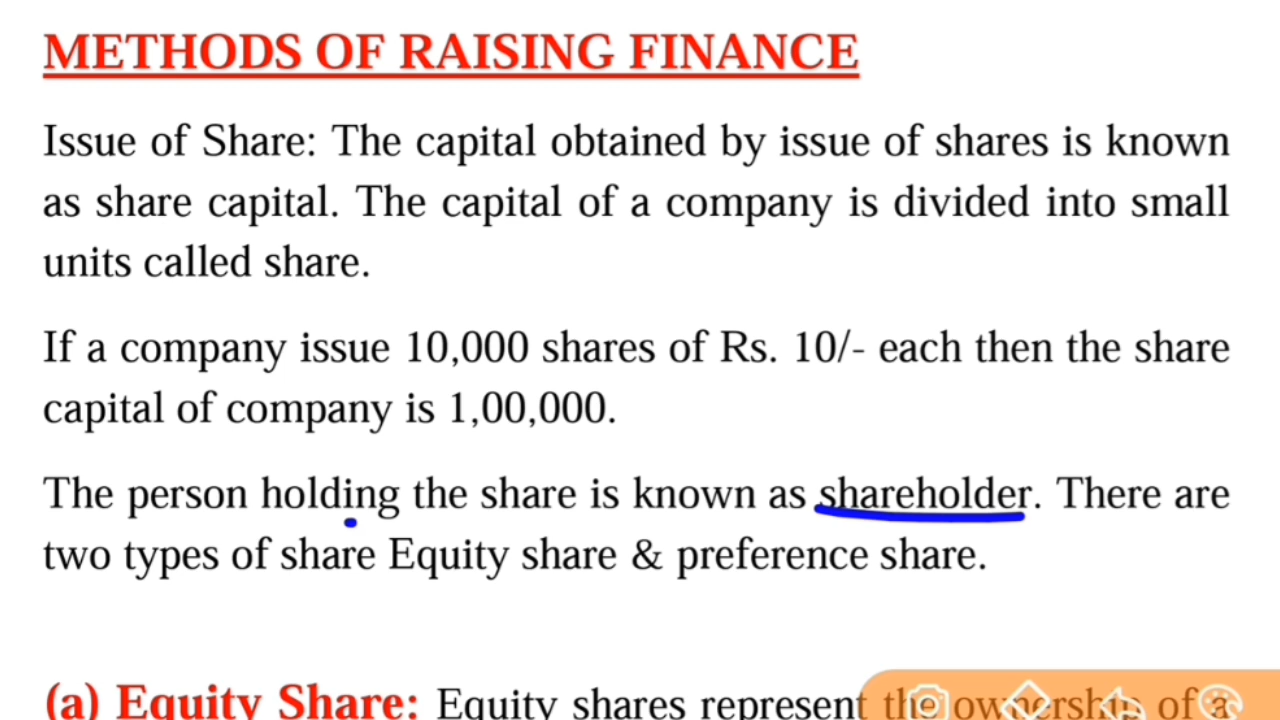 METHODS OF RAISING FINANCE
Issue of Share: The capital obtained by issue of shares is known
as share capital. The capital of a company is divided into small
units called share.
If a company issue 10,000 shares of Rs. 10/- each then the share
capital of company is 1,00,000.
The person holding the share is known as shareholder. There are
two types of share Equity share & preference share.
(a) Equity Share: Equity shares represent the ownership of a